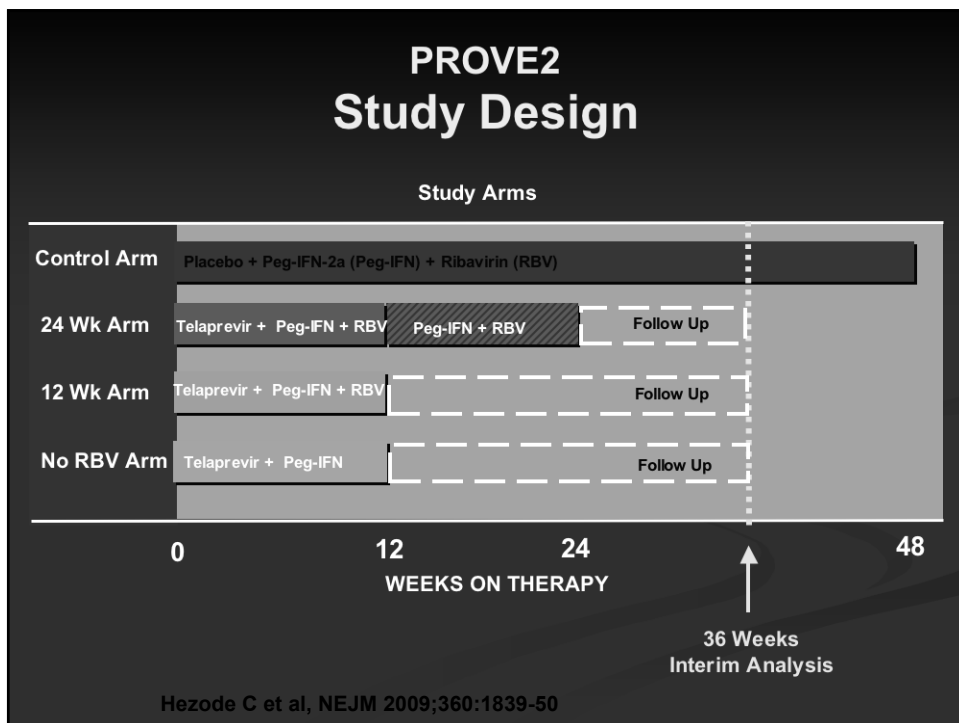 PROVE2
Study Design
Study Arms
Control Arm
Placebo + Peg-IFN-2a (Peg-IFN) + Ribavirin (RBV)
24 Wk Arm
Telaprevir + Peg-IFN + RBV
Peg-IFN + RBV
Follow Up
12 Wk Arm
Telaprevir + Peg-IFN + RBV
Follow Up
No RBV Arm
Telaprevir + Peg-IFN
Follow Up
0
12
24
48
WEEKS ON THERAPY
36 Weeks
Interim Analysis
Hezode C et al, NEJM 2009;360:1839-50